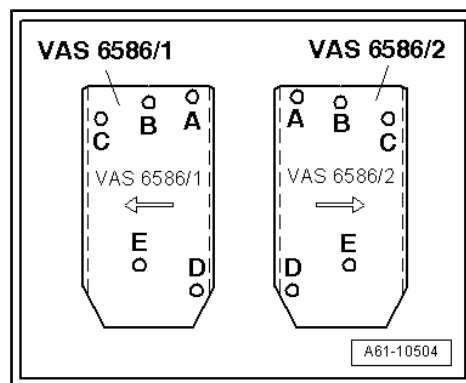 VAS 6586/1 VAS 6586/2
A A
B B
C C
VAS 6586/1 VAS 6586/2
E E
D D
A61-10504